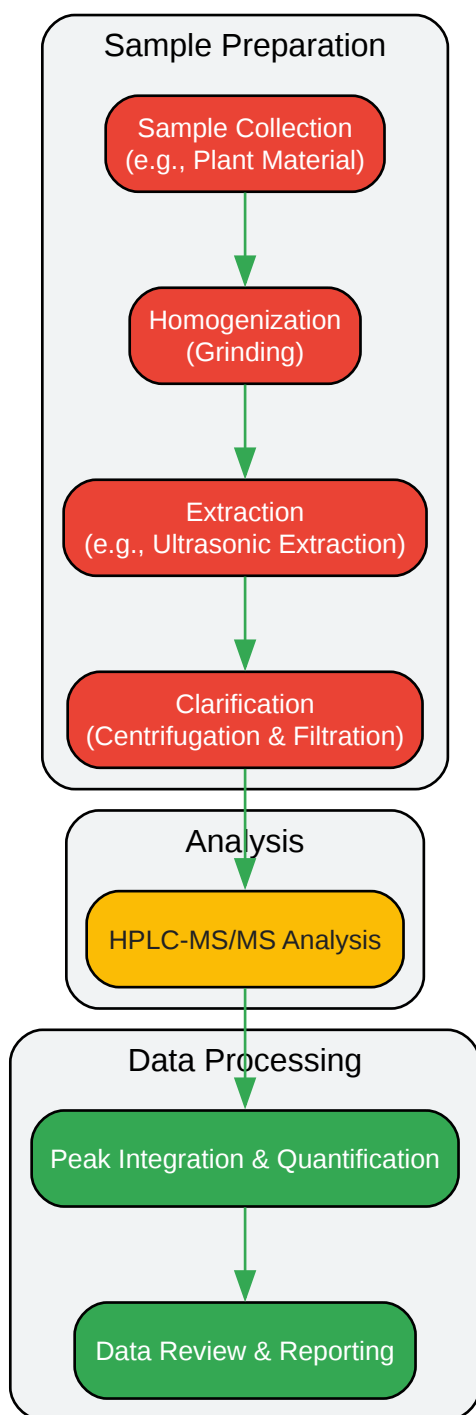 Sample Preparation
Sample Collection
(e.g., Plant Material)
Homogenization
(Grinding)
Extraction
(e.g., Ultrasonic Extraction)
Clarification
(Centrifugation & Filtration)
Analysis
HPLC-MS/MS Analysis
Data Processing
Peak Integration & Quantification
Data Review & Reporting